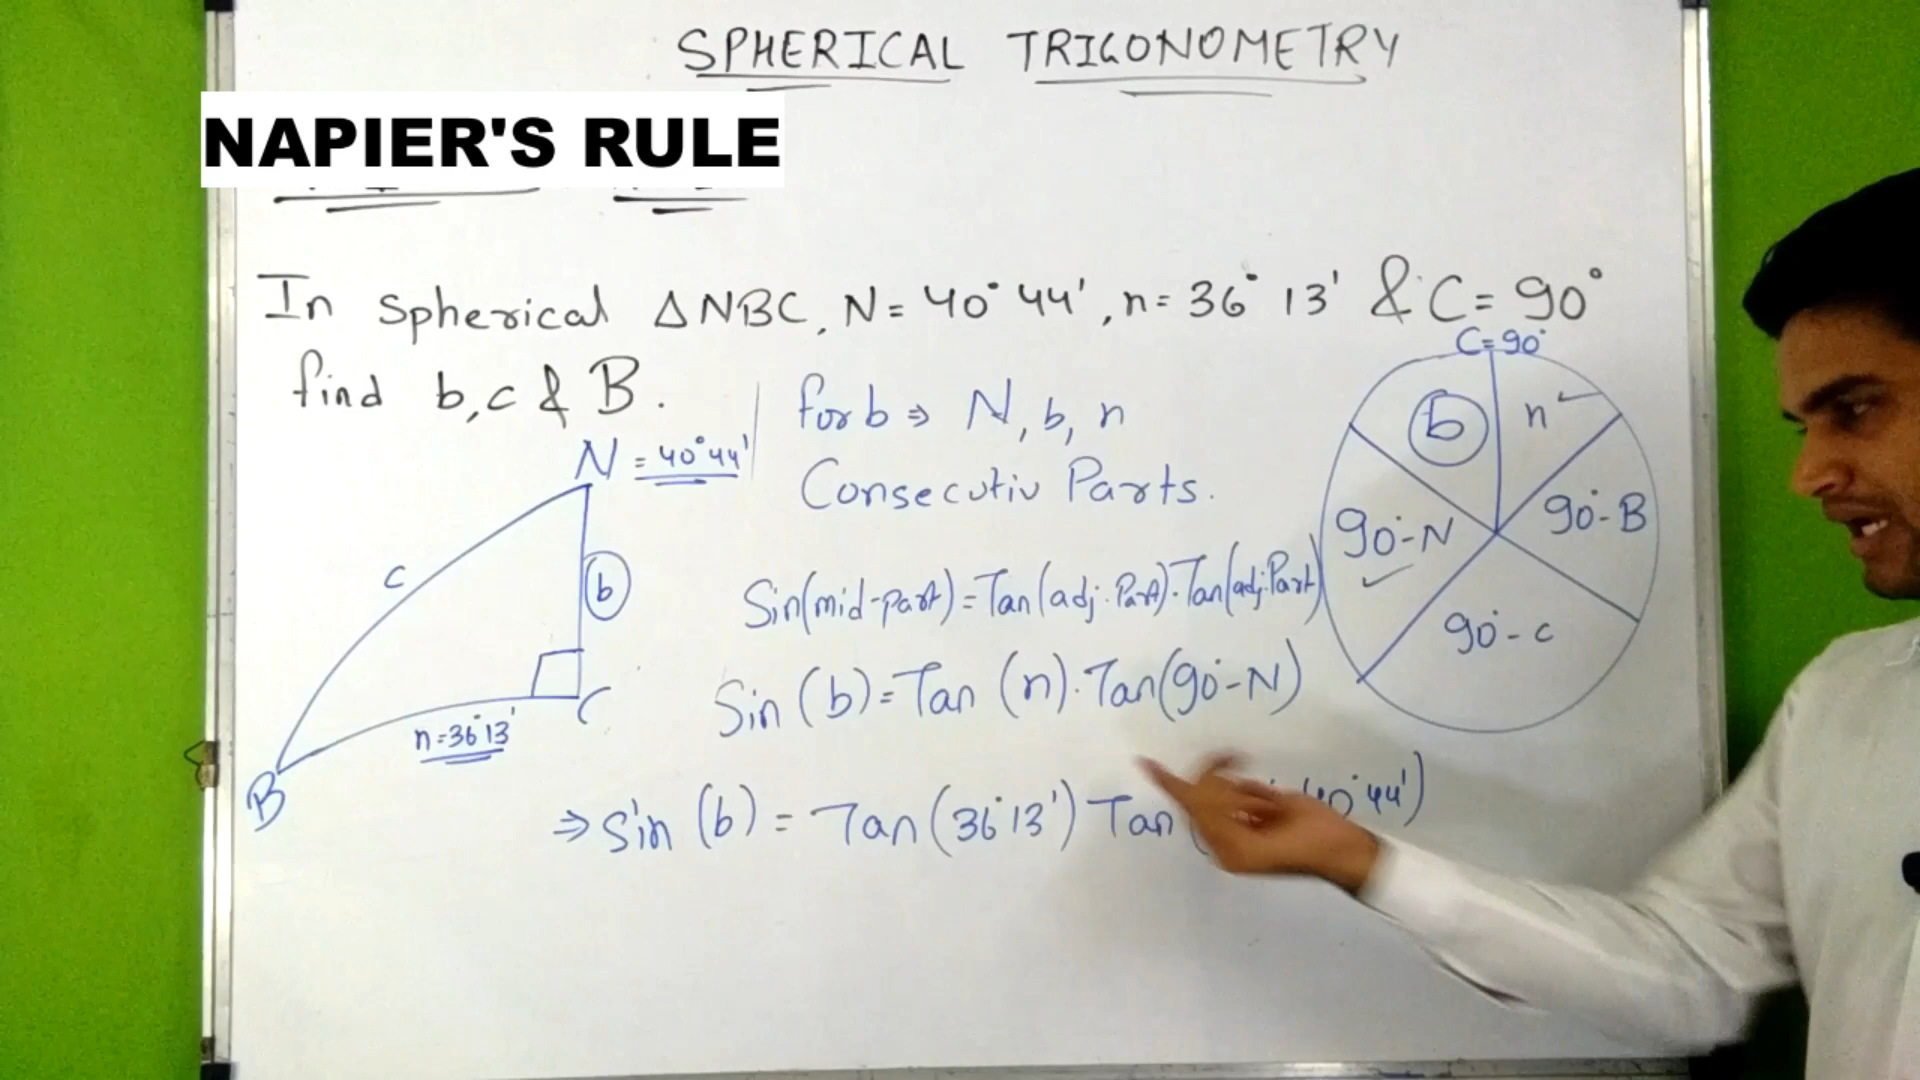 SPHERICAL TRIGONOMETRY
NAPIER'S RULE
In Spherical ΔNBC, N = 40° 44', n = 36° 13' & C = 90°
find b, c & B.
C=90°
b
n
90°-B
90°-c
90°-N
N = 40°44'
c
b
C
n=36°13'
B
for b ⇒ N, b, n
Consecutiv Parts.
Sin(mid-part) = Tan(adj. Part). Tan(adj. Part)
Sin (b) = Tan (n). Tan(90°-N)
⇒ Sin (b) = Tan (36°13') Tan 40°44')